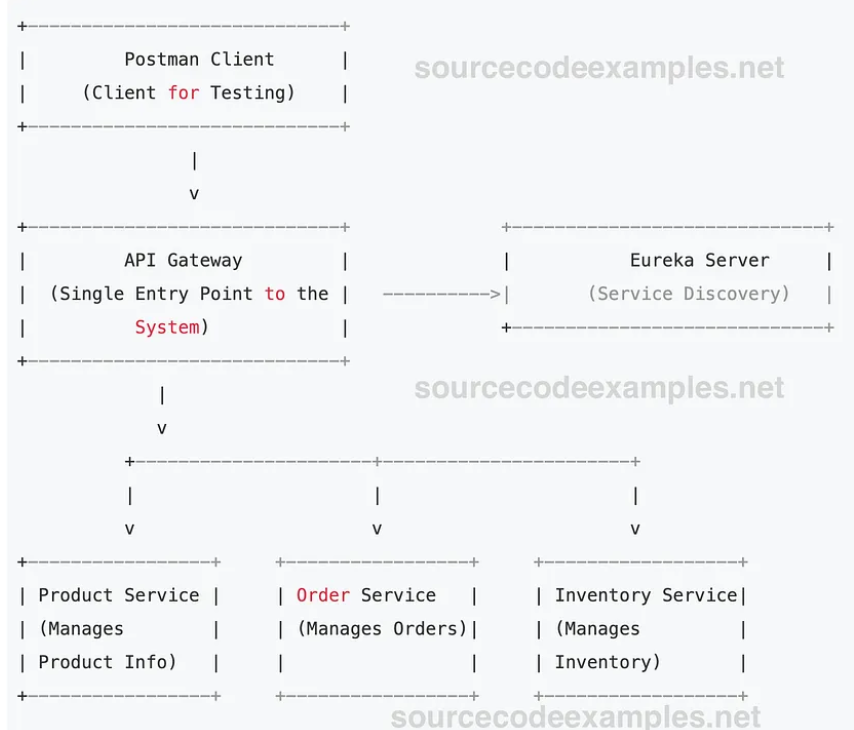 Postman Client
(Client for Testing)
sourcecodeexamples.net
v
API Gateway
(Single Entry Point to the
System)
Eureka Server
(Service Discovery)
sourcecodeexamples.net
v
v v v
Product Service
(Manages
Product Info)
Order Service
(Manages Orders)
Inventory Service
(Manages
Inventory)
sourcecodeexamples.net